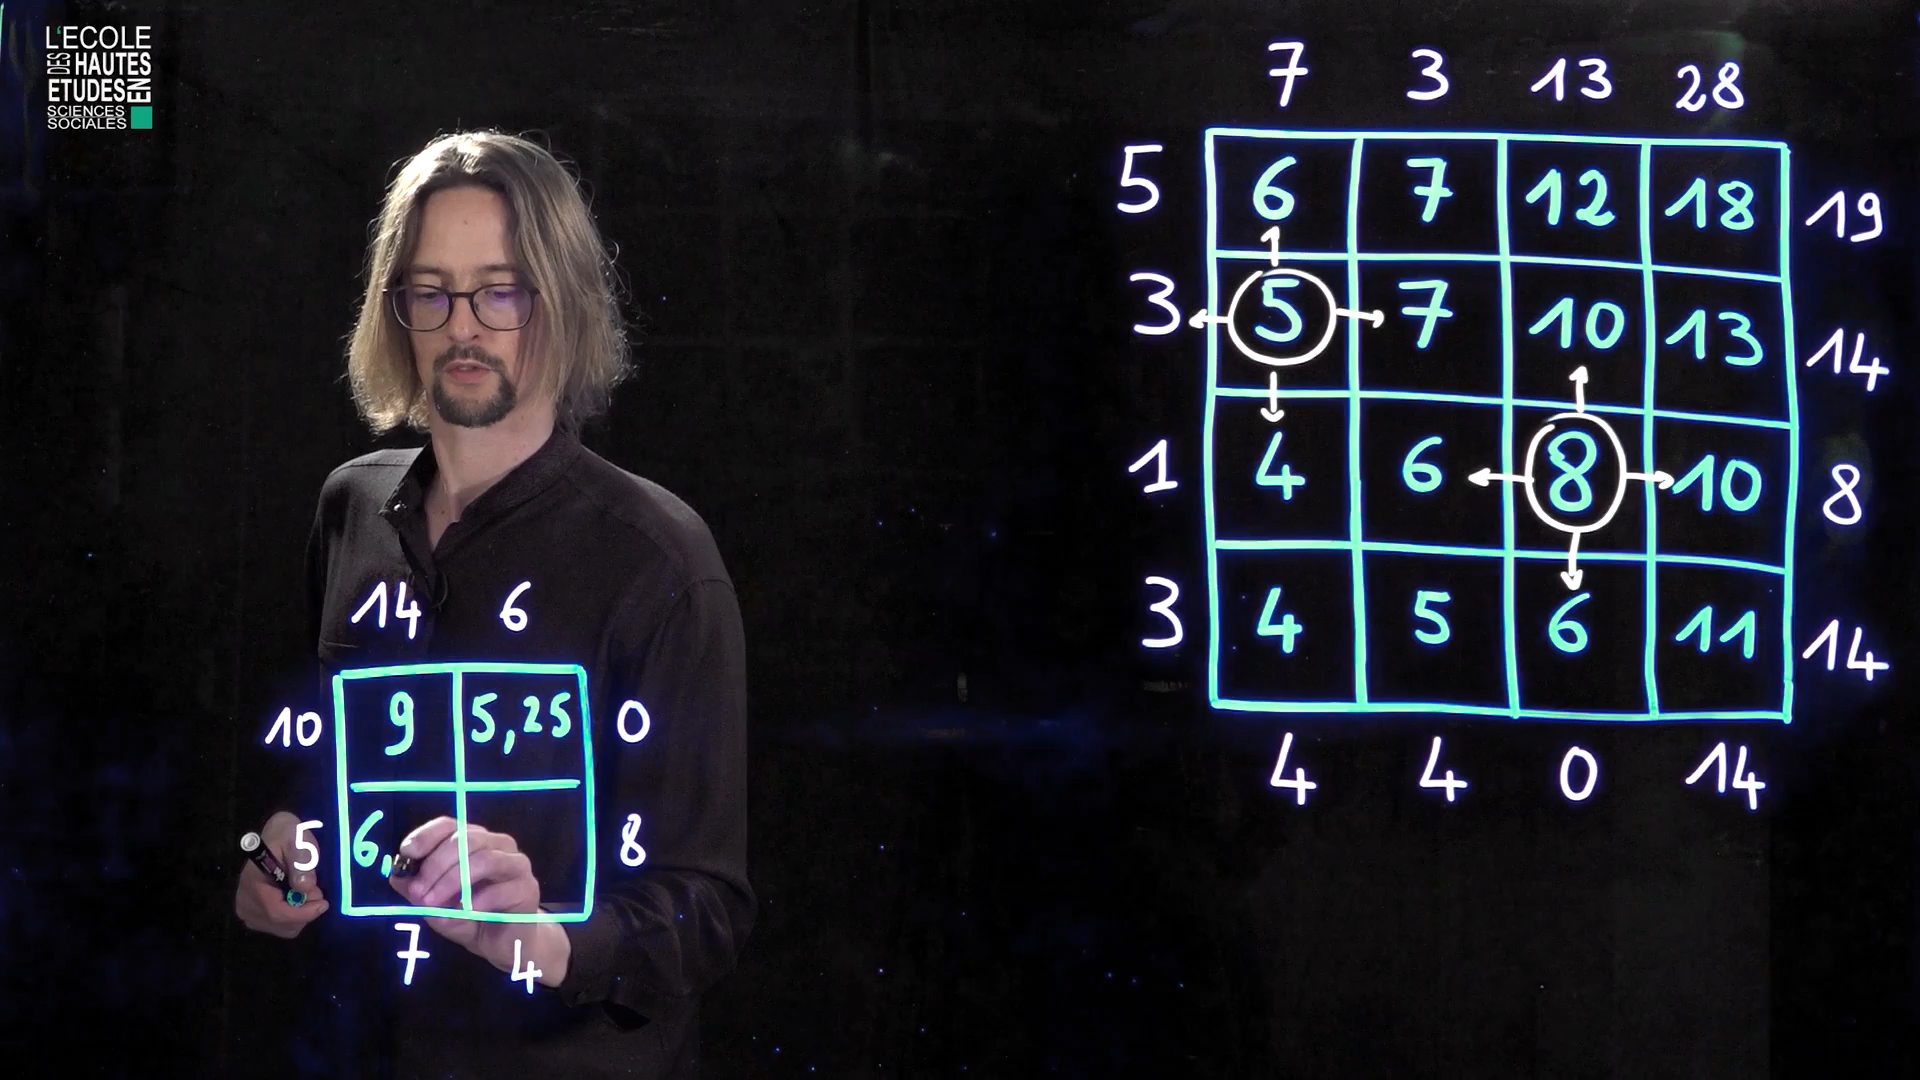 L'ECOLE
DES HAUTES
ETUDES EN
SCIENCES
SOCIALES
7 3 13 28
5 6 7 12 18 19
3 5 7 10 13 14
1 4 6 8 10 8
3 4 5 6 11 14
4 4 0 14
14 6
10 9 5,25 0
5 6, 8
7 4